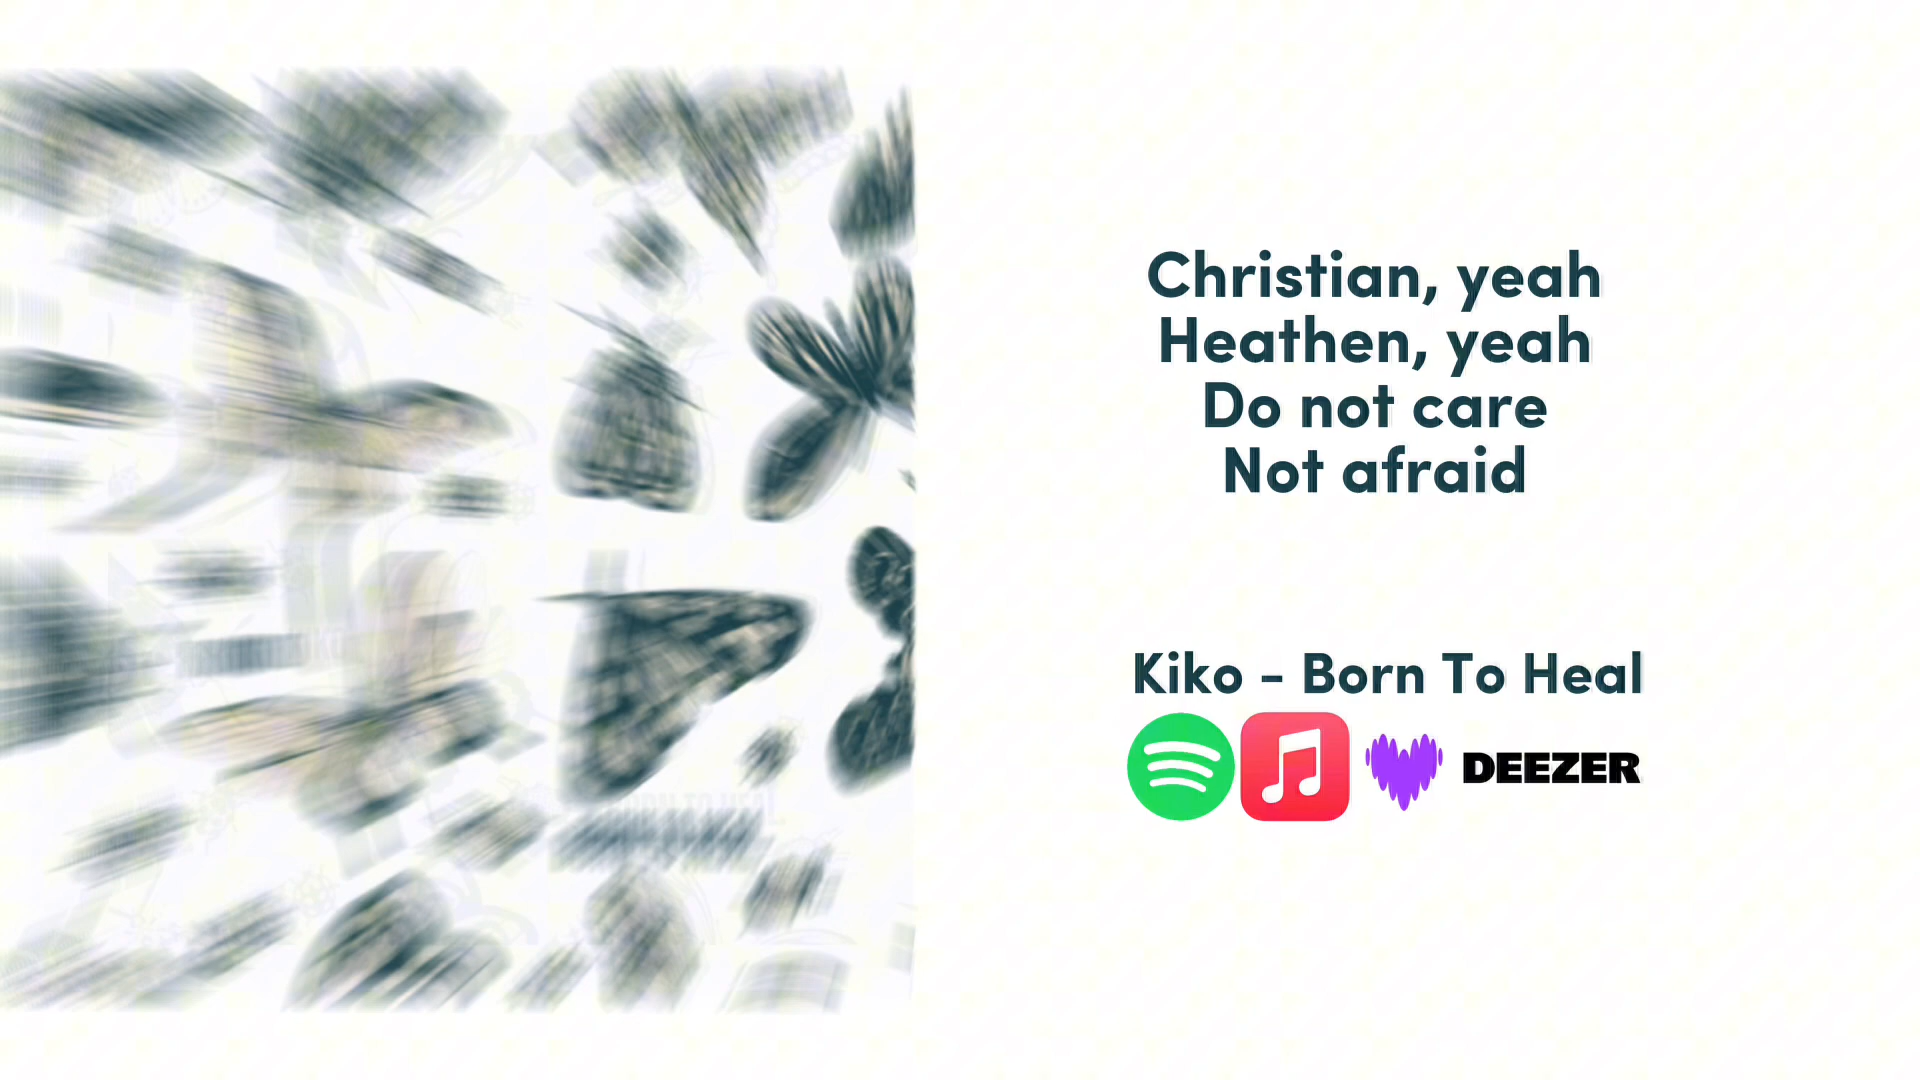 Christian, yeah
Heathen, yeah
Do not care
Not afraid
Kiko - Born To Heal
DEEZER